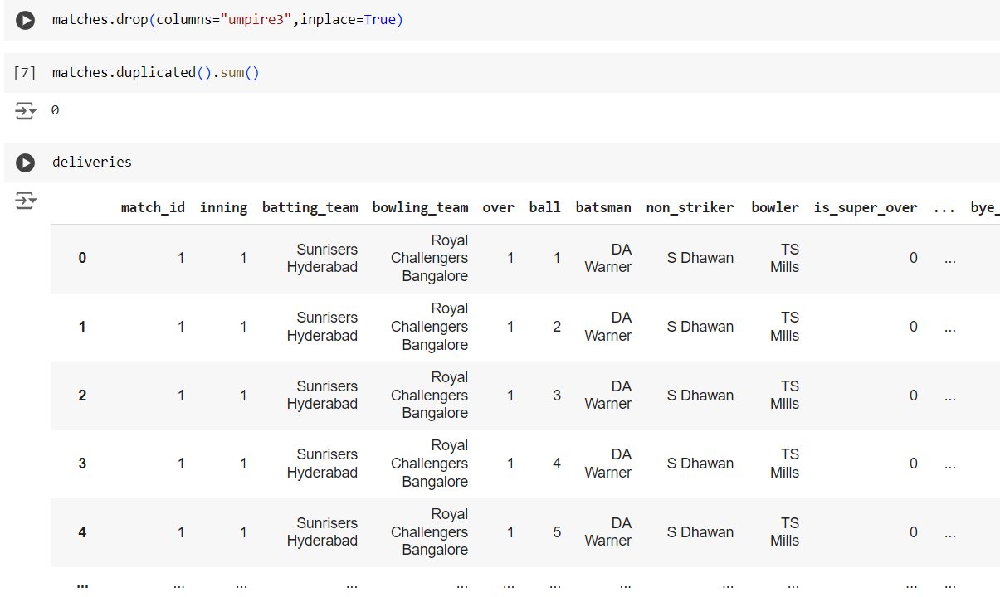 matches.drop(columns="umpire3",inplace=True)
[7] matches.duplicated().sum()
0
deliveries
match_id inning batting_team bowling_team over ball batsman non_striker bowler is_super_over ... bye_
0 1 1 Sunrisers Hyderabad Royal Challengers Bangalore 1 1 DA Warner S Dhawan TS Mills 0 ...
1 1 1 Sunrisers Hyderabad Royal Challengers Bangalore 1 2 DA Warner S Dhawan TS Mills 0 ...
2 1 1 Sunrisers Hyderabad Royal Challengers Bangalore 1 3 DA Warner S Dhawan TS Mills 0 ...
3 1 1 Sunrisers Hyderabad Royal Challengers Bangalore 1 4 DA Warner S Dhawan TS Mills 0 ...
4 1 1 Sunrisers Hyderabad Royal Challengers Bangalore 1 5 DA Warner S Dhawan TS Mills 0 ...
... ... ... ... ... ... ... ... ... ... ... ...